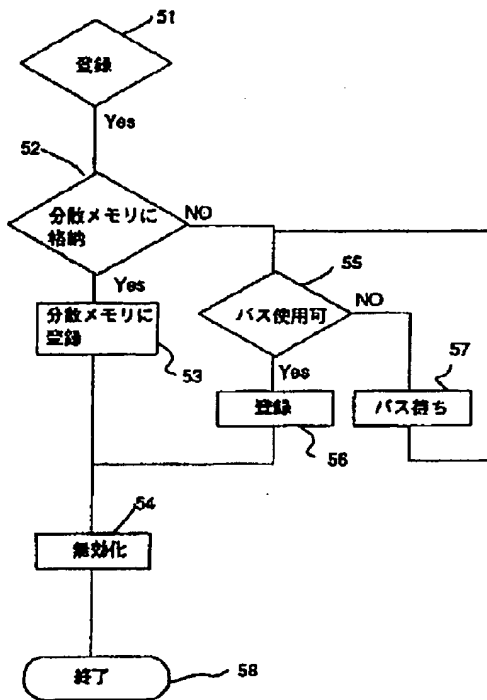 51
登録
Yes
52
分散メモリに
格納
NO
Yes
55
バス使用可
NO
分散メモリに
登録
53
Yes
57
登録
バス待ち
56
54
無効化
終了
58